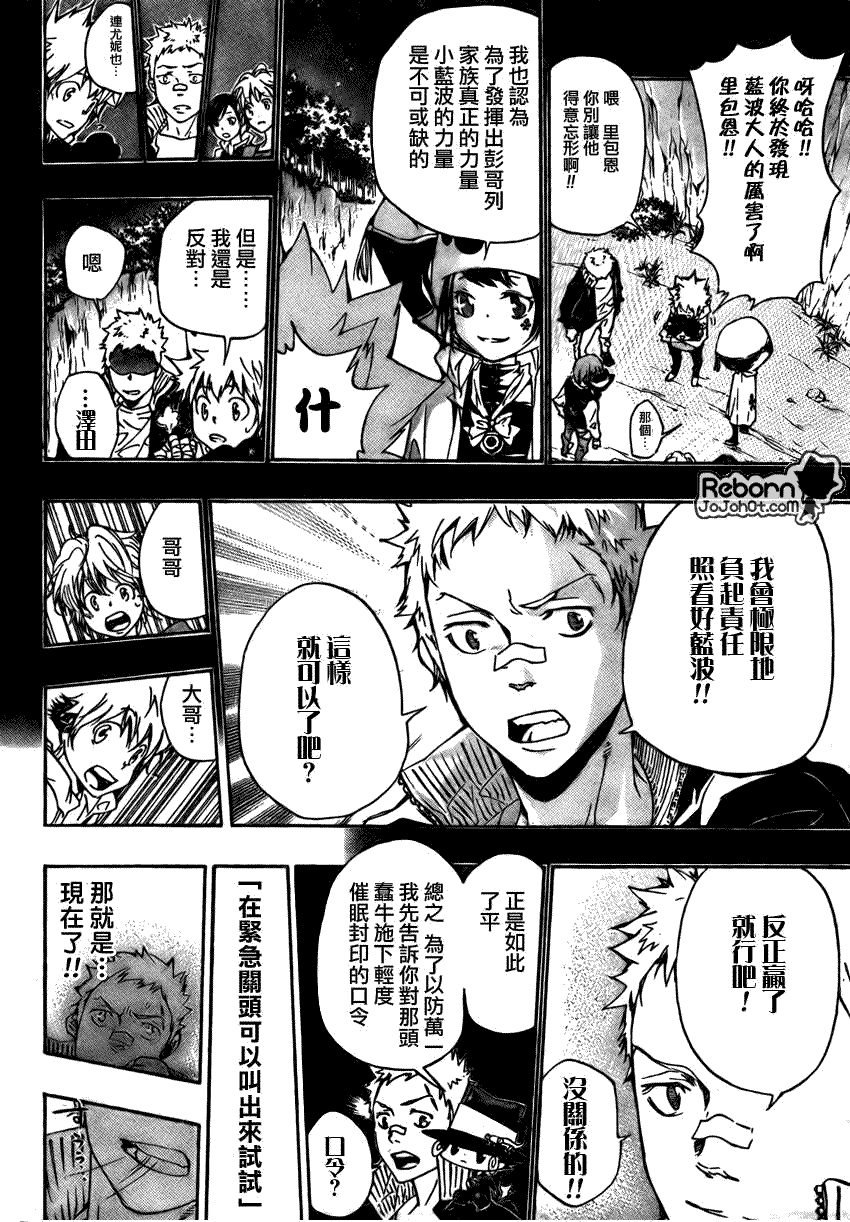 呀哈哈!!
你終於發現
藍波大人的厲害了啊
里包恩!!
喂 里包恩
你別讓他
得意忘形啊!!
那個…
我也認為
為了發揮出彭哥列
家族真正的力量
小藍波的力量
是不可或缺的
什
連尤妮也…
但是……
我還是
反對…
嗯
…澤田
Reborn
JoJoHot.com
我會極限地
負起責任
照看好藍波!!
這樣
就可以了吧?
哥哥
大哥
反正贏了
就行吧!
沒關係的!!
正是如此
了平
總之 為了以防萬一
我先告訴你對那頭
蠢牛施下輕度
催眠封印的口令
口令?
「在緊急關頭可以叫出來試試」
那就是…
現在了!!
すうぅ…